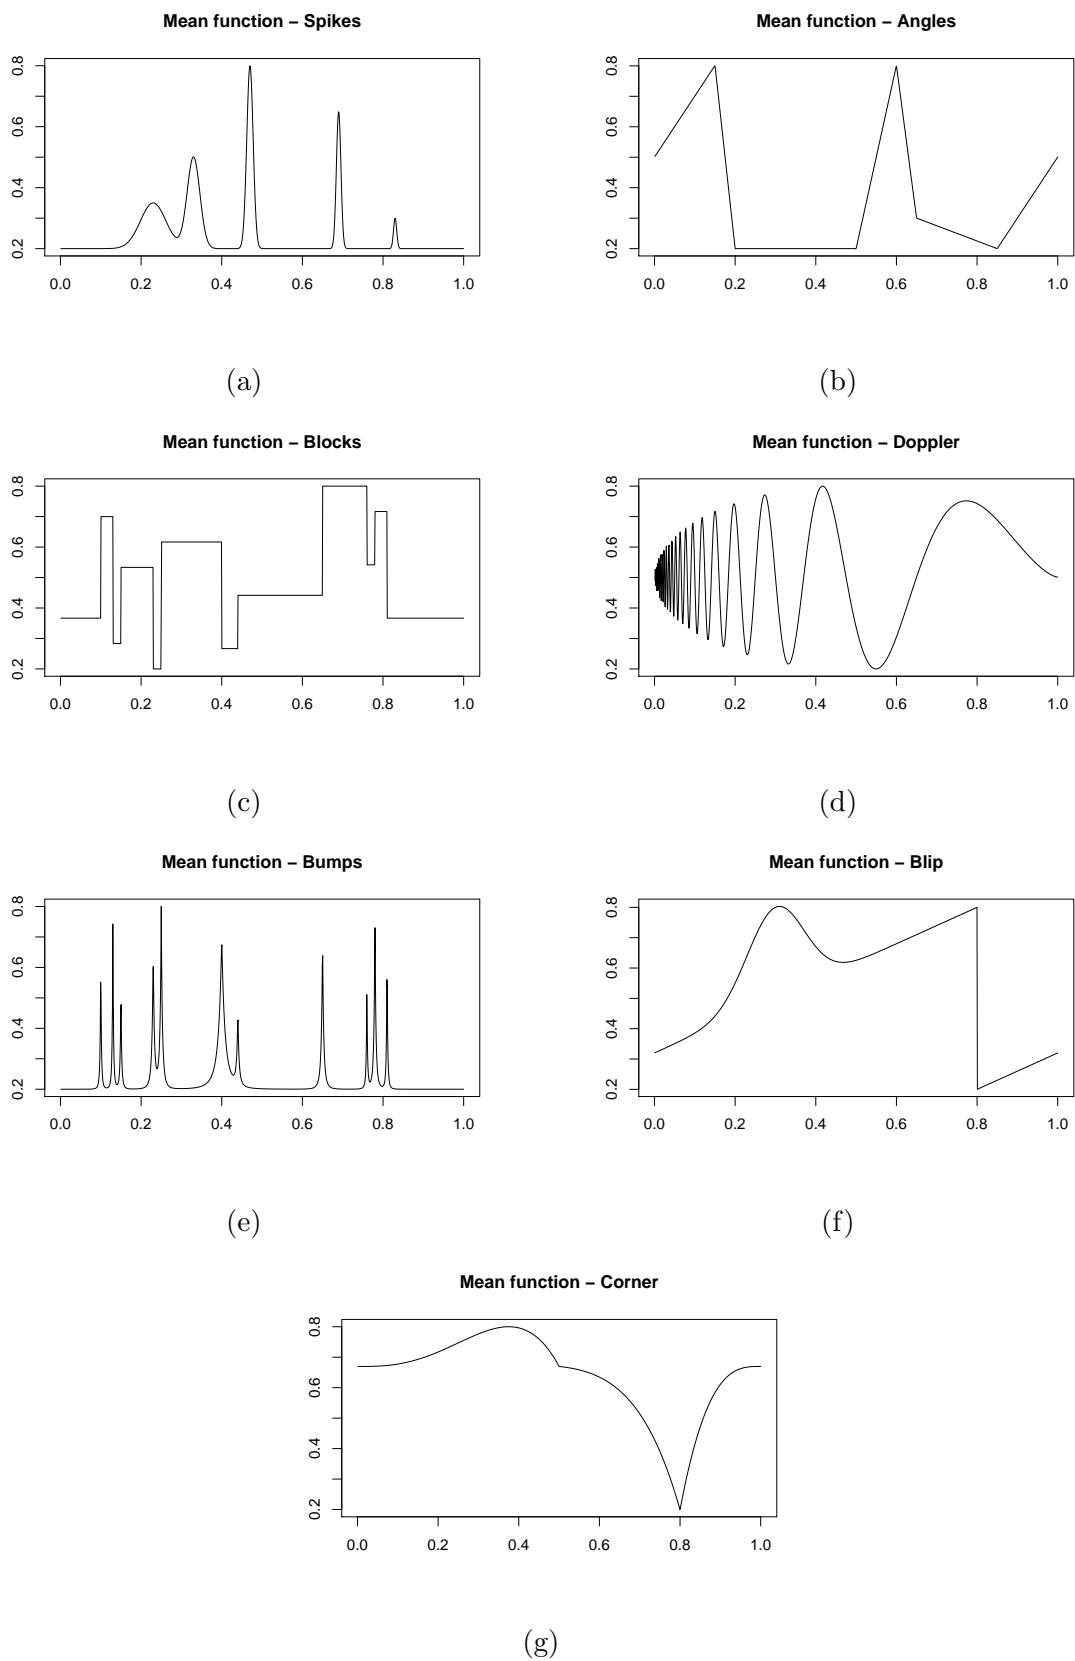 Mean function – Spikes
0.2 0.4 0.6 0.8
0.0 0.2 0.4 0.6 0.8 1.0
(a)
Mean function – Angles
0.2 0.4 0.6 0.8
0.0 0.2 0.4 0.6 0.8 1.0
(b)
Mean function – Blocks
0.2 0.4 0.6 0.8
0.0 0.2 0.4 0.6 0.8 1.0
(c)
Mean function – Doppler
0.2 0.4 0.6 0.8
0.0 0.2 0.4 0.6 0.8 1.0
(d)
Mean function – Bumps
0.2 0.4 0.6 0.8
0.0 0.2 0.4 0.6 0.8 1.0
(e)
Mean function – Blip
0.2 0.4 0.6 0.8
0.0 0.2 0.4 0.6 0.8 1.0
(f)
Mean function – Corner
0.2 0.4 0.6 0.8
0.0 0.2 0.4 0.6 0.8 1.0
(g)